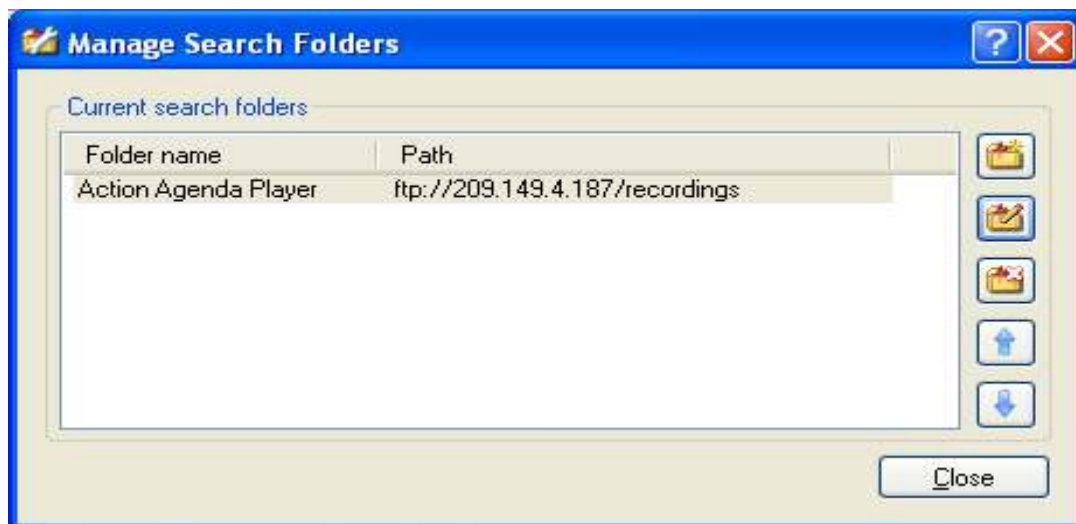 Manage Search Folders
?
Current search folders
Folder name Path
Action Agenda Player ftp://209.149.4.187/recordings
Close